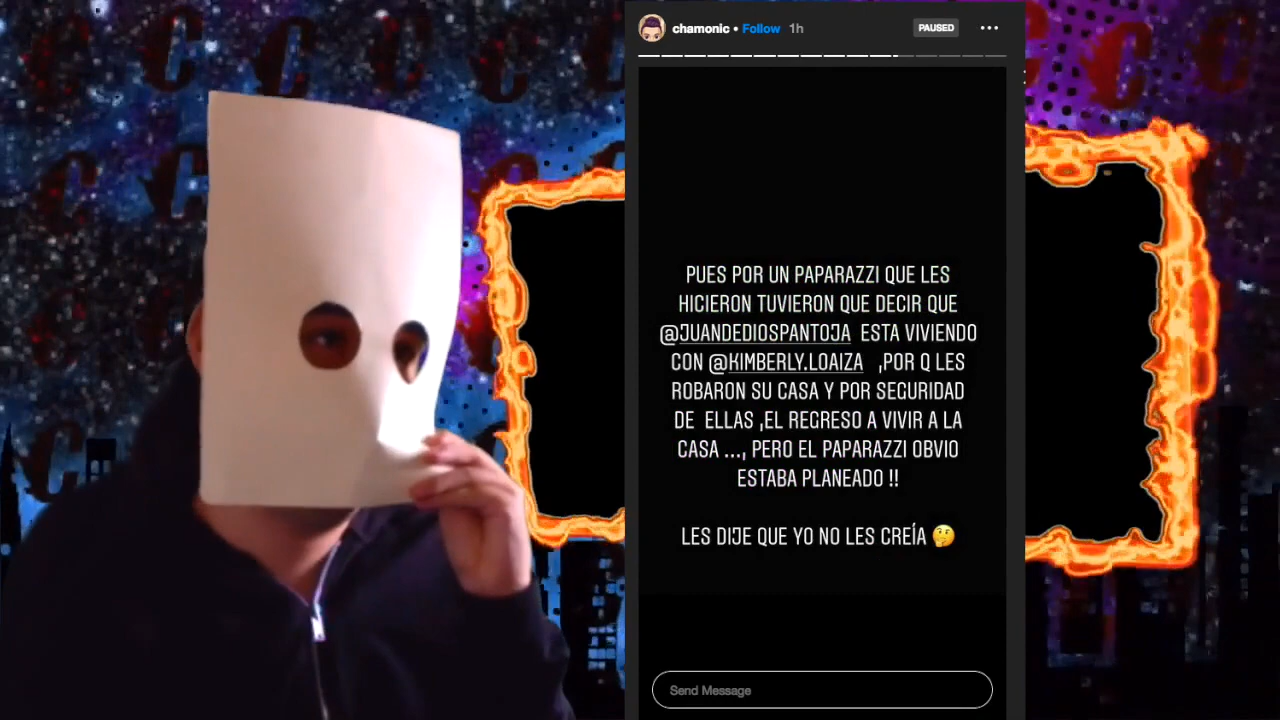 chamonic • Follow 1h
PAUSED
PUES POR UN PAPARAZZI QUE LES
HICIERON TUVIERON QUE DECIR QUE
@JUANDEDIOSPANTOJA ESTA VIVIENDO
CON @KIMBERLY.LOAIZA ,POR Q LES
ROBARON SU CASA Y POR SEGURIDAD
DE ELLAS ,EL REGRESO A VIVIR A LA
CASA ..., PERO EL PAPARAZZI OBVIO
ESTABA PLANEADO !!
LES DIJE QUE YO NO LES CREÍA 🤔
Send Message